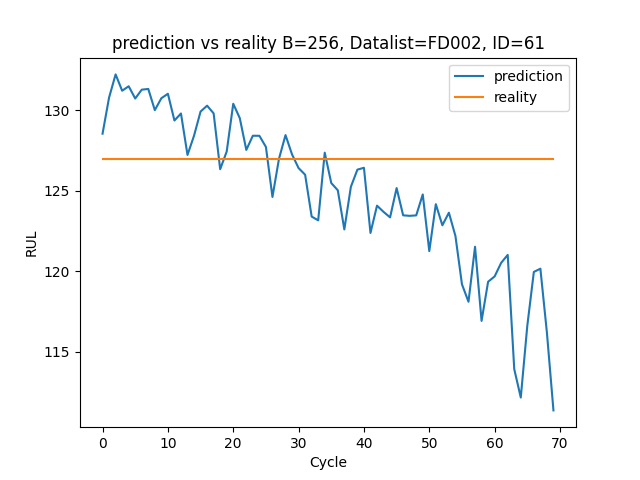 prediction vs reality B=256, Datalist=FD002, ID=61
prediction
reality
130
125
120
115
RUL
0 10 20 30 40 50 60 70
Cycle